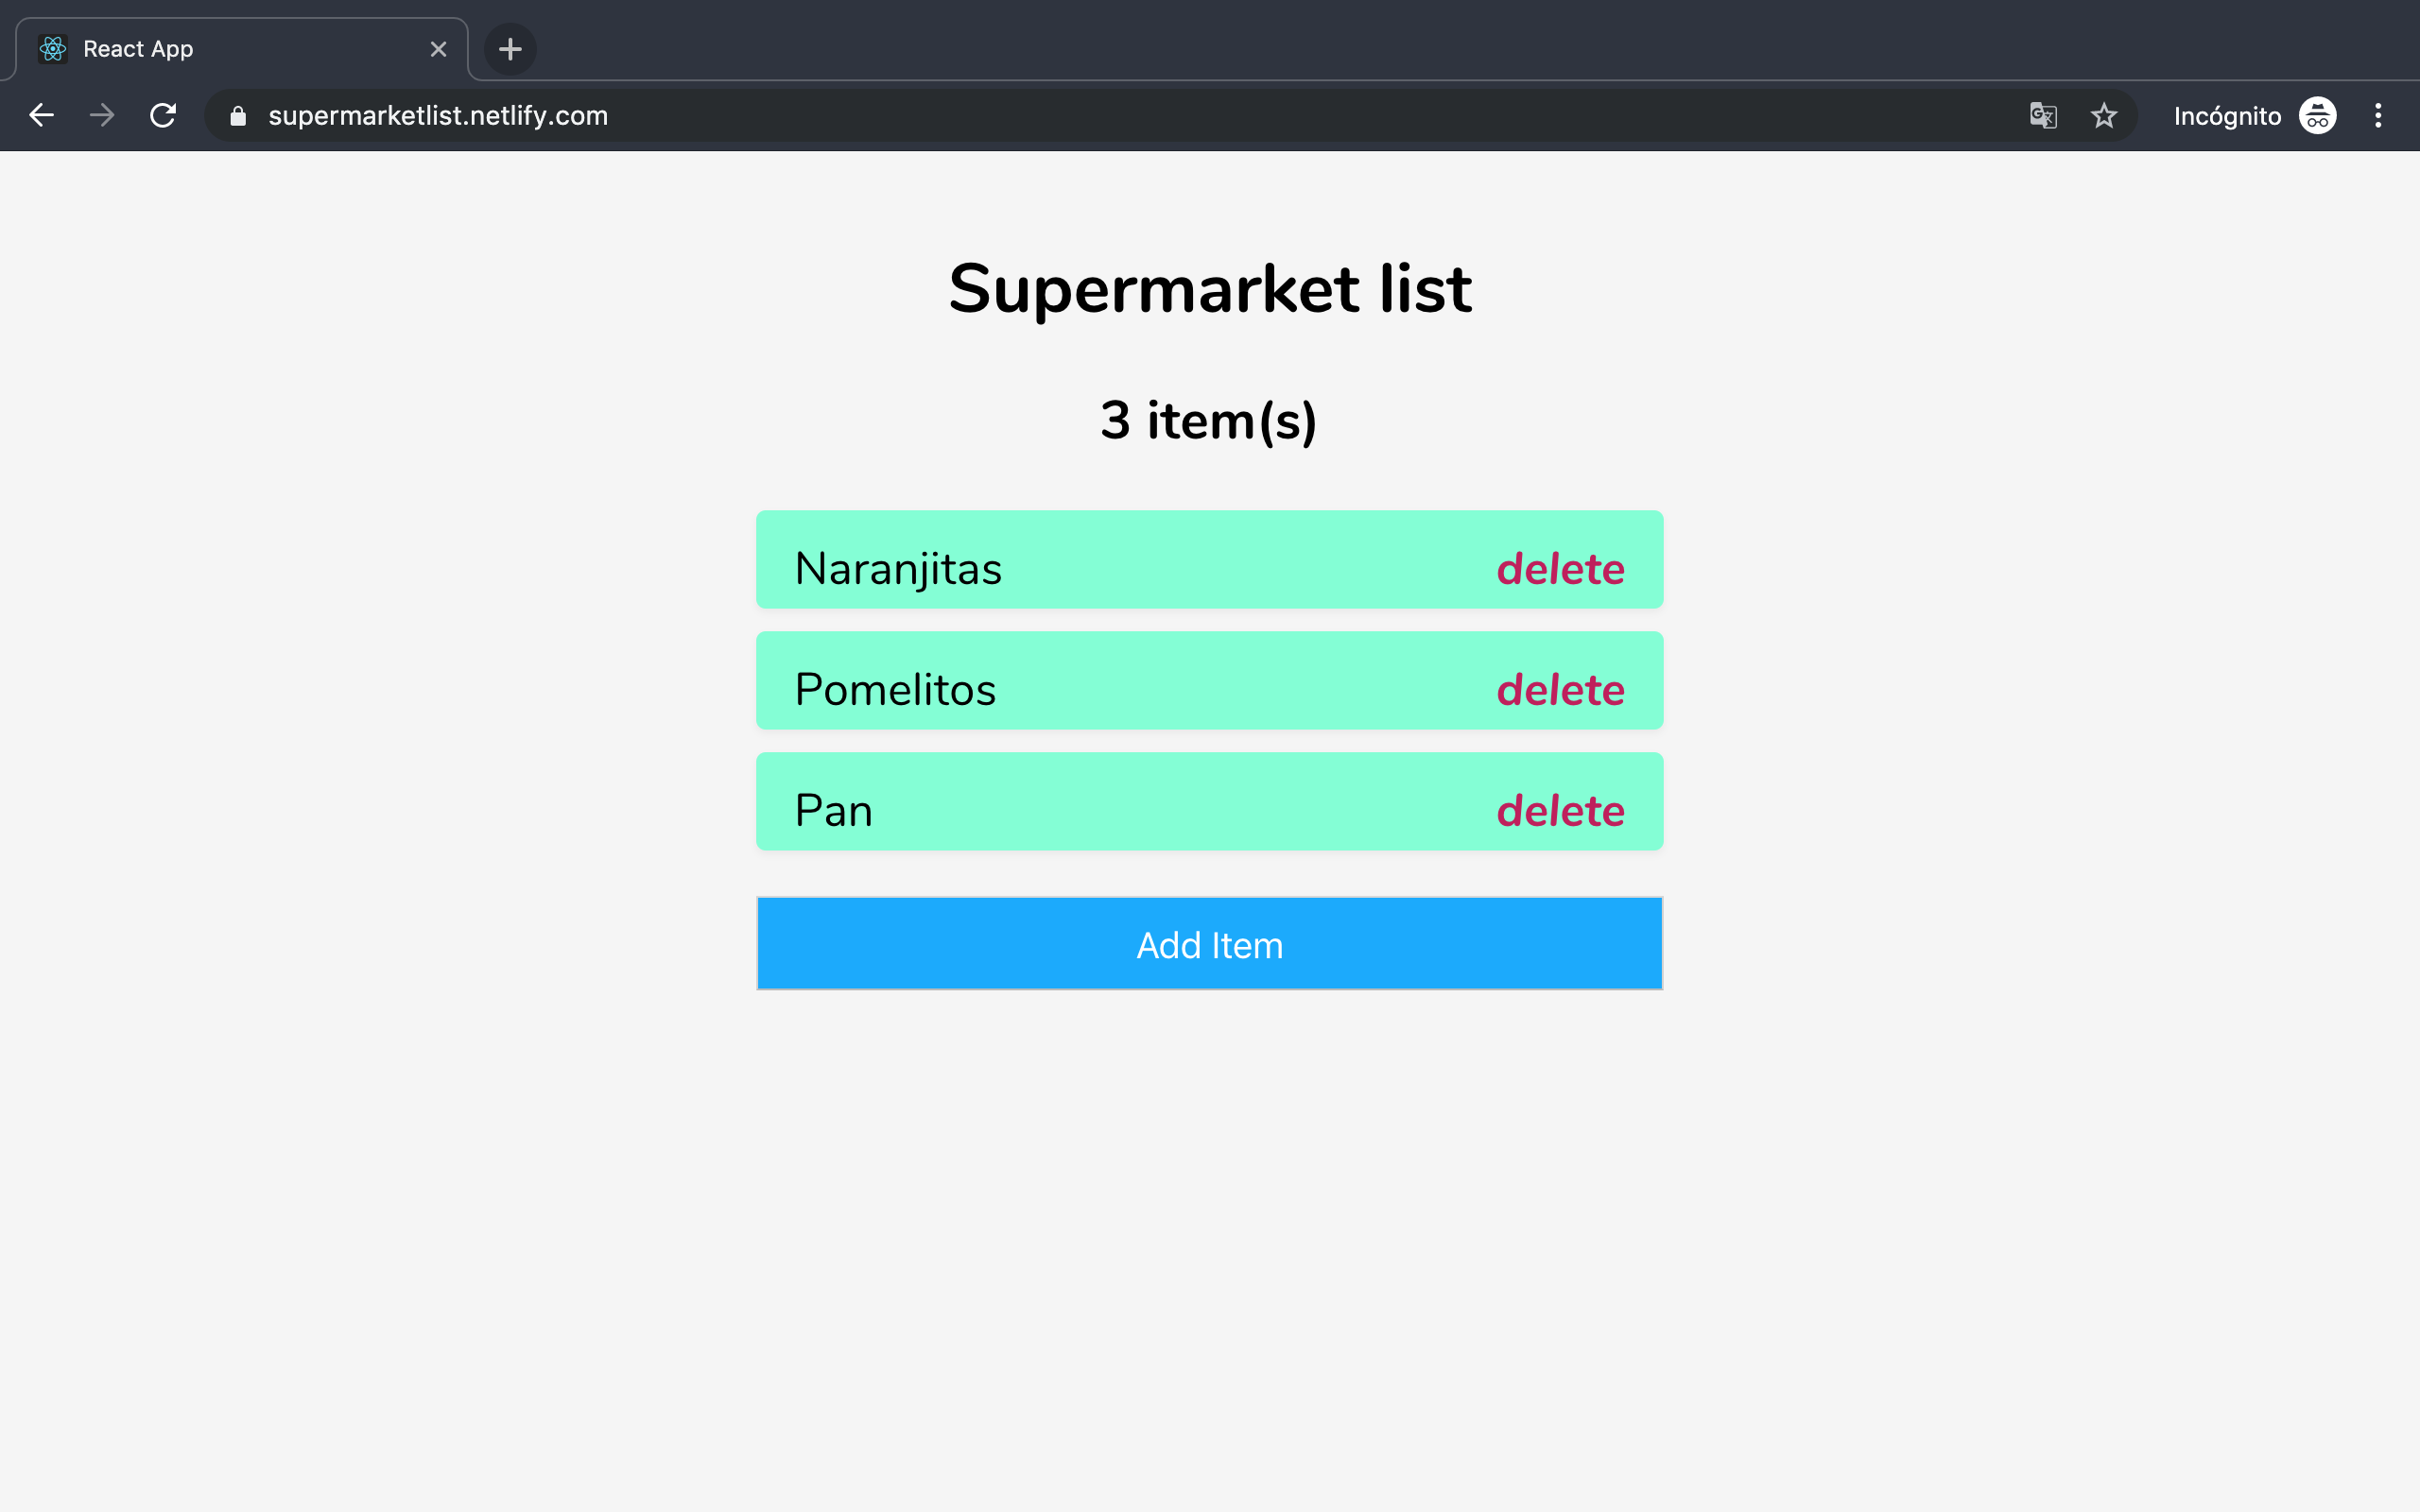 React App
supermarketlist.netlify.com
Incógnito
Supermarket list
3 item(s)
Naranjitas delete
Pomelitos delete
Pan delete
Add Item